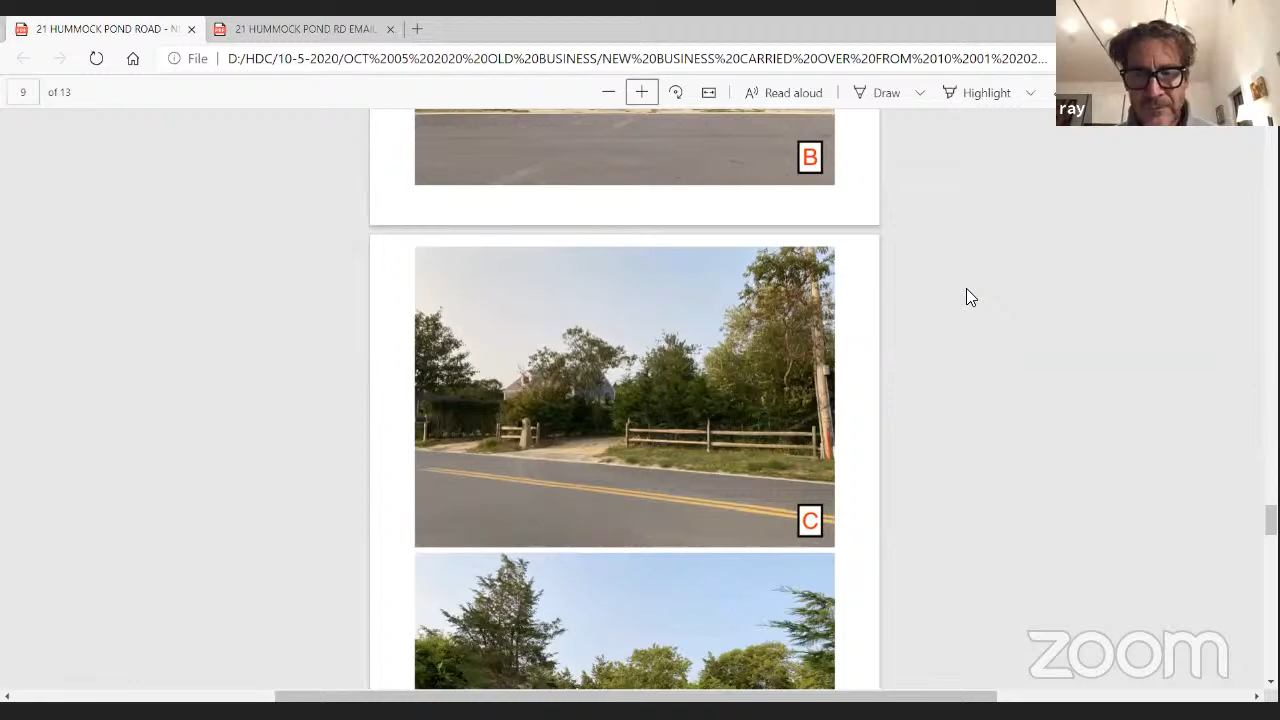 21 HUMMOCK POND ROAD - N
21 HUMMOCK POND RD EMAIL
File
D:/HDC/10-5-2020/OCT%2005%202020%20OLD%20BUSINESS/NEW%20BUSINESS%20CARRIED%20OVER%20FROM%2010%2001%20202...
9 of 13
Read aloud
Draw
Highlight
ray
B
C
zoom